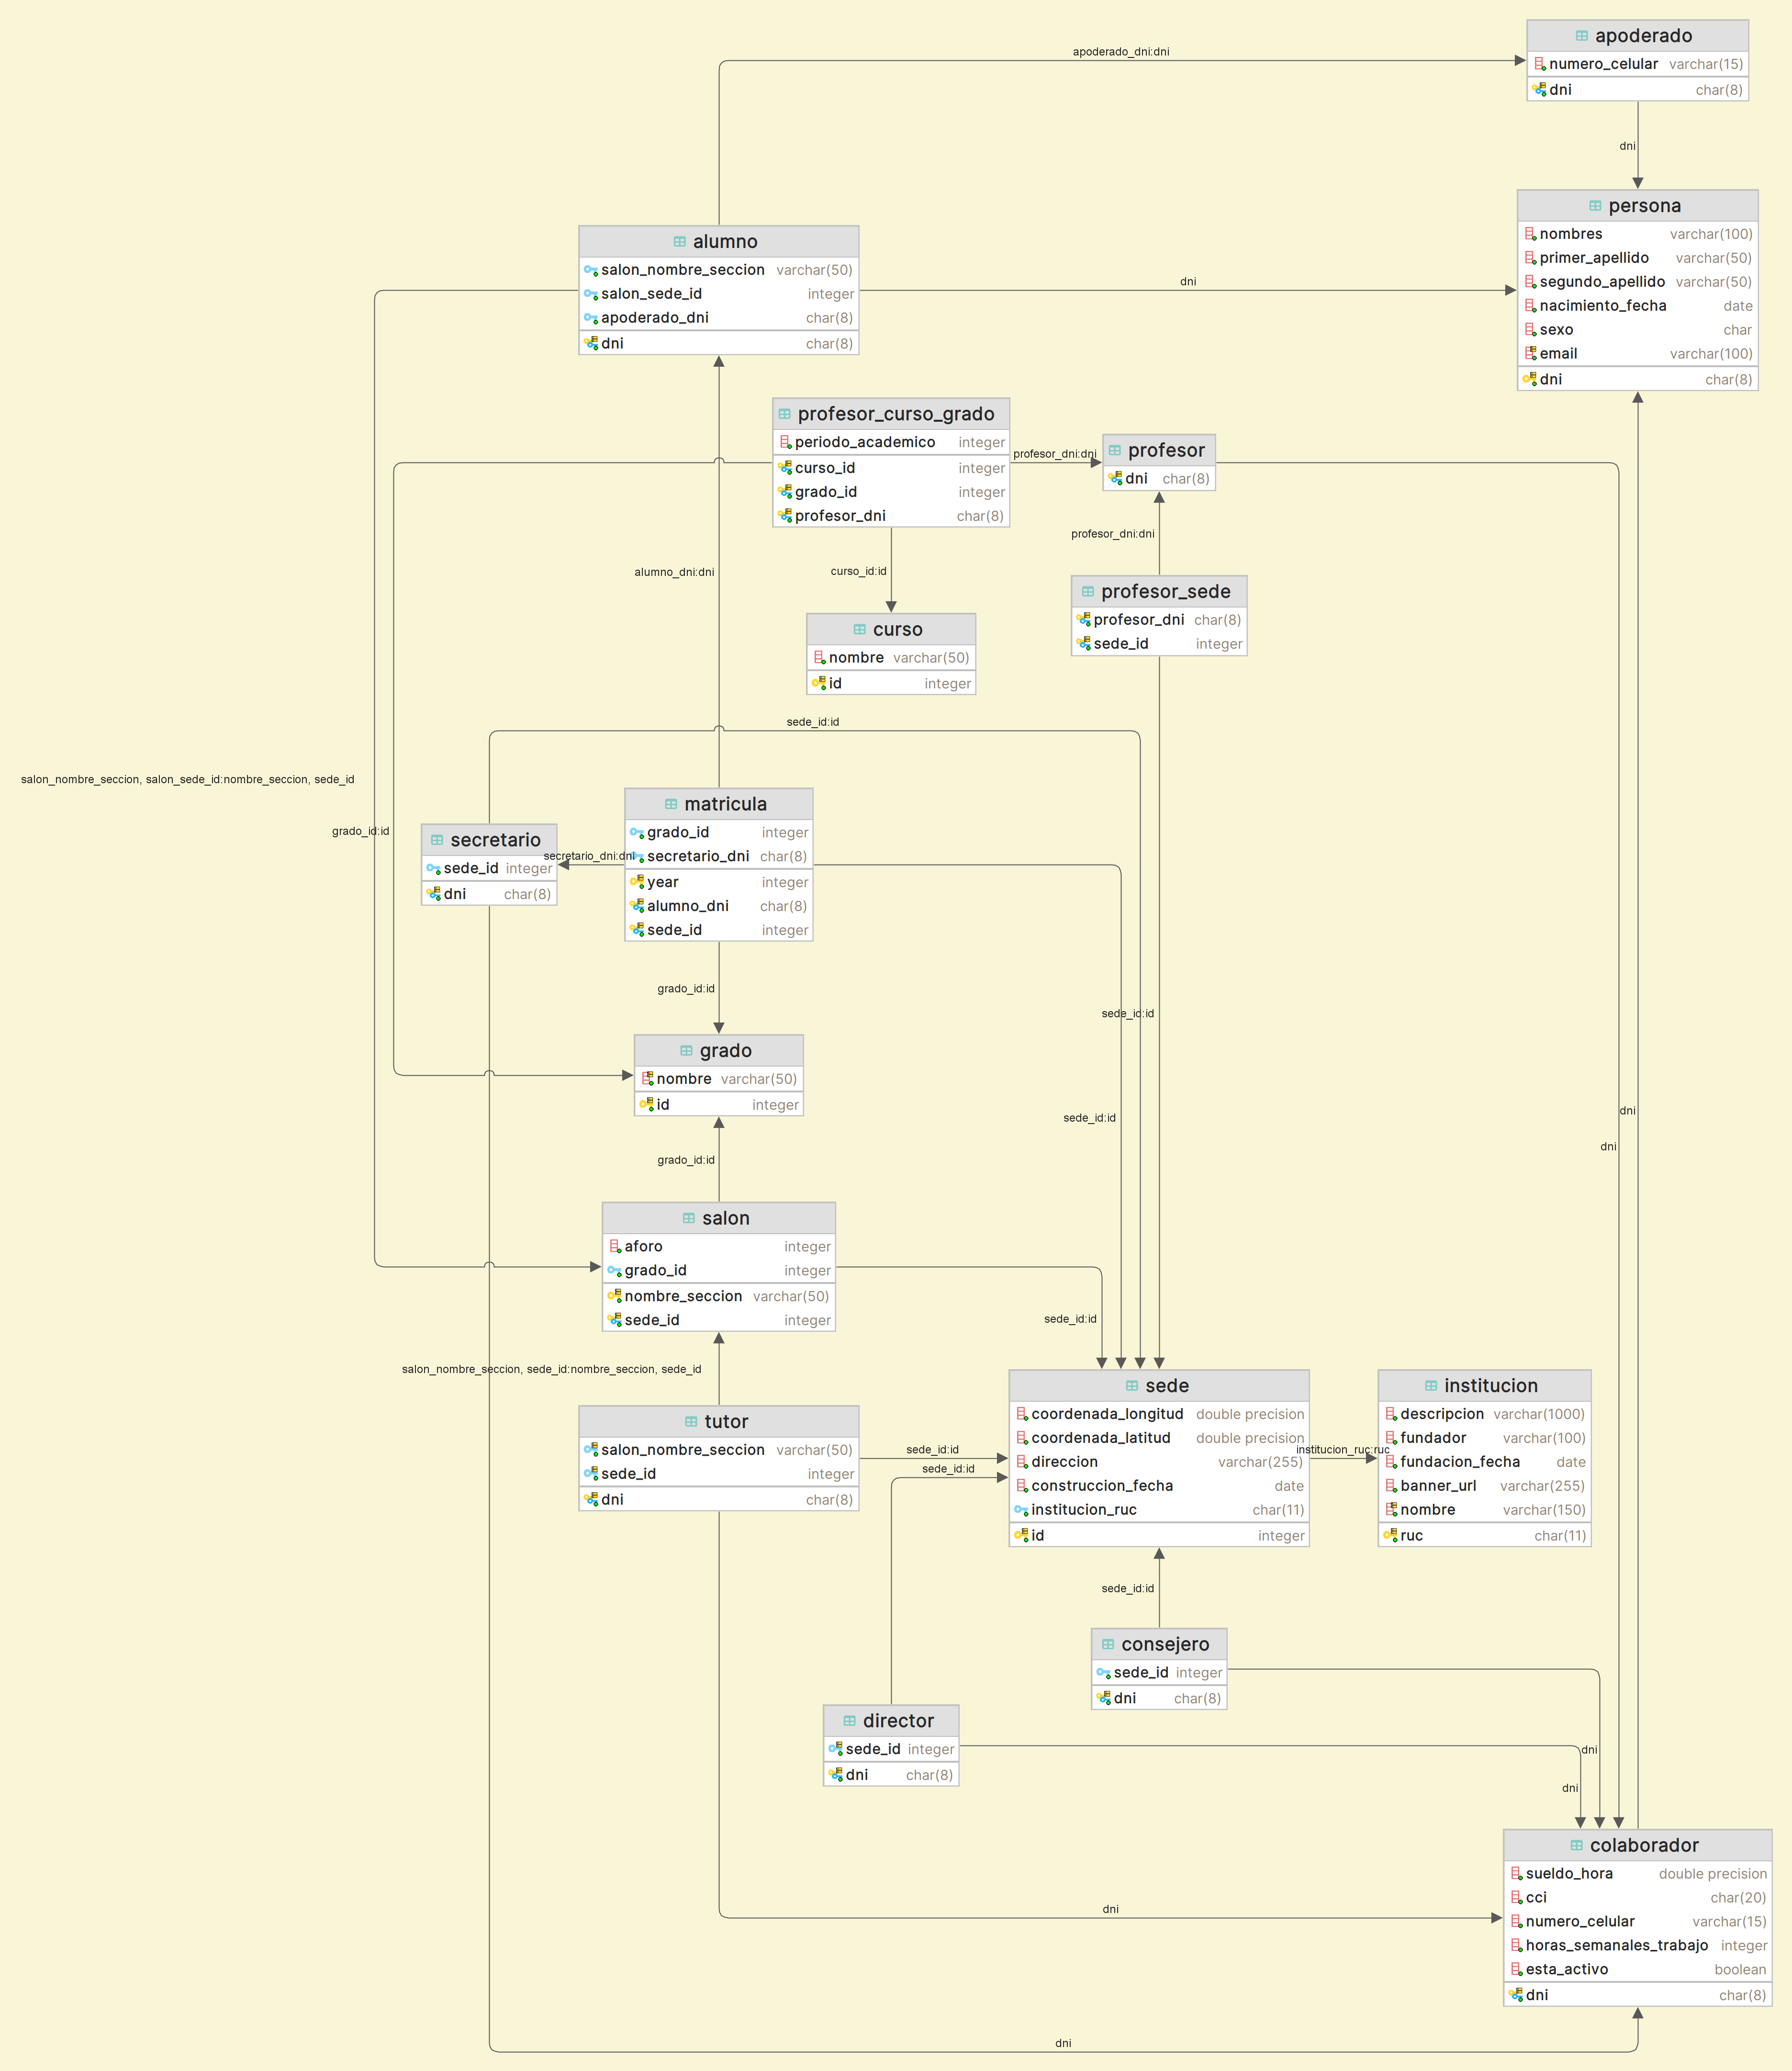 apoderado_dni:dni
apoderado
numero_celular varchar(15)
dni char(8)
dni
persona
nombres varchar(100)
primer_apellido varchar(50)
segundo_apellido varchar(50)
nacimiento_fecha date
sexo char
email varchar(100)
dni char(8)
alumno
salon_nombre_seccion varchar(50)
salon_sede_id integer
apoderado_dni char(8)
dni char(8)
dni
profesor_curso_grado
periodo_academico integer
curso_id integer
grado_id integer
profesor_dni char(8)
profesor_dni:dni
profesor
dni char(8)
profesor_dni:dni
alumno_dni:dni
curso_id:id
profesor_sede
profesor_dni char(8)
sede_id integer
curso
nombre varchar(50)
id integer
sede_id:id
salon_nombre_seccion, salon_sede_id:nombre_seccion, sede_id
grado_id:id
secretario
sede_id integer
dni char(8)
secretario_dni:dni
matricula
grado_id integer
secretario_dni char(8)
year integer
alumno_dni char(8)
sede_id integer
grado_id:id
sede_id:id
grado
nombre varchar(50)
id integer
sede_id:id
dni
dni
grado_id:id
salon
aforo integer
grado_id integer
nombre_seccion varchar(50)
sede_id integer
sede_id:id
salon_nombre_seccion, sede_id:nombre_seccion, sede_id
tutor
salon_nombre_seccion varchar(50)
sede_id integer
dni char(8)
sede_id:id
sede_id:id
sede
coordenada_longitud double precision
coordenada_latitud double precision
direccion varchar(255)
construccion_fecha date
institucion_ruc char(11)
id integer
institucion_ruc:ruc
institucion
descripcion varchar(1000)
fundador varchar(100)
fundacion_fecha date
banner_url varchar(255)
nombre varchar(150)
ruc char(11)
sede_id:id
consejero
sede_id integer
dni char(8)
director
sede_id integer
dni char(8)
dni
dni
colaborador
sueldo_hora double precision
cci char(20)
numero_celular varchar(15)
horas_semanales_trabajo integer
esta_activo boolean
dni char(8)
dni
dni